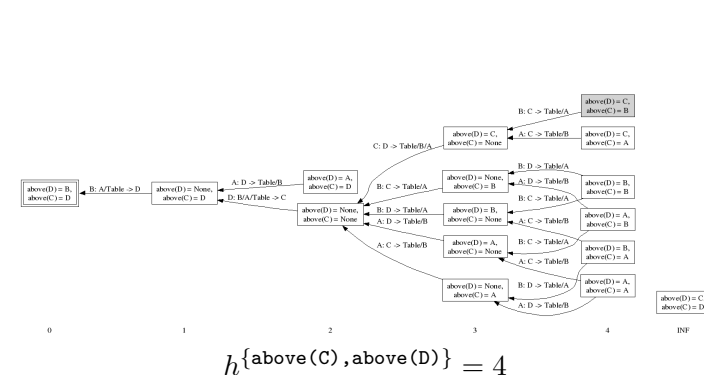 above(D) = C,
above(C) = B
B: C -> Table/A
above(D) = C,
above(C) = None
A: C -> Table/B
above(D) = C,
above(C) = A
C: D -> Table/B/A
above(D) = B,
above(C) = D
B: A/Table -> D
above(D) = None,
above(C) = D
A: D -> Table/B
above(D) = A,
above(C) = D
D: B/A/Table -> C
above(D) = None,
above(C) = None
B: C -> Table/A
above(D) = None,
above(C) = B
B: D -> Table/A
A: D -> Table/B
above(D) = B,
above(C) = B
B: D -> Table/A
above(D) = B,
above(C) = None
B: C -> Table/A
A: C -> Table/B
above(D) = A,
above(C) = B
A: D -> Table/B
above(D) = A,
above(C) = None
B: C -> Table/A
A: C -> Table/B
above(D) = B,
above(C) = A
A: C -> Table/B
above(D) = None,
above(C) = A
B: D -> Table/A
A: D -> Table/B
above(D) = A,
above(C) = A
above(D) = C
above(C) = D
0 1 2 3 4 INF
h^{above(C),above(D)} = 4